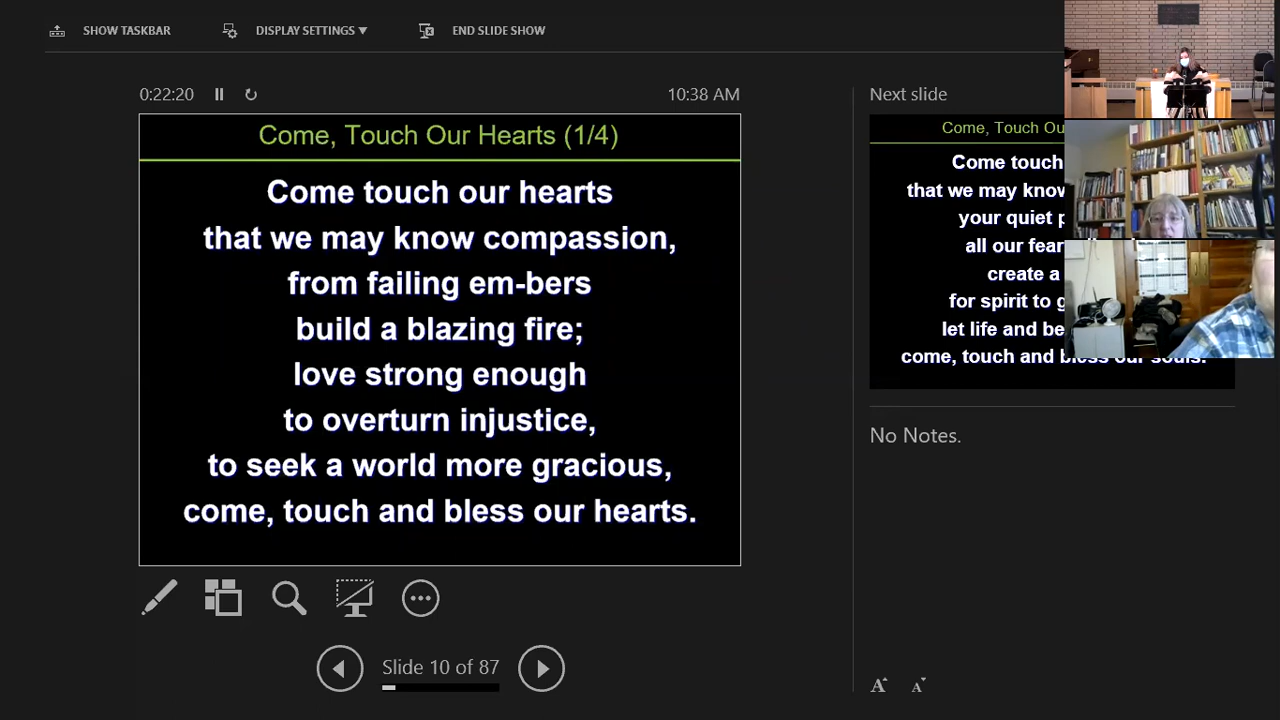 SHOW TASKBAR
DISPLAY SETTINGS ▼
END SLIDE SHOW
0:22:20
10:38 AM
Come, Touch Our Hearts (1/4)
Come touch our hearts
that we may know compassion,
from failing em-bers
build a blazing fire;
love strong enough
to overturn injustice,
to seek a world more gracious,
come, touch and bless our hearts.
Slide 10 of 87
Next slide
Come, Touch Ou
Come touch
that we may know
your quiet
all our fear
create a
for spirit to
let life and be
come, touch and bless our souls.
No Notes.
A
A